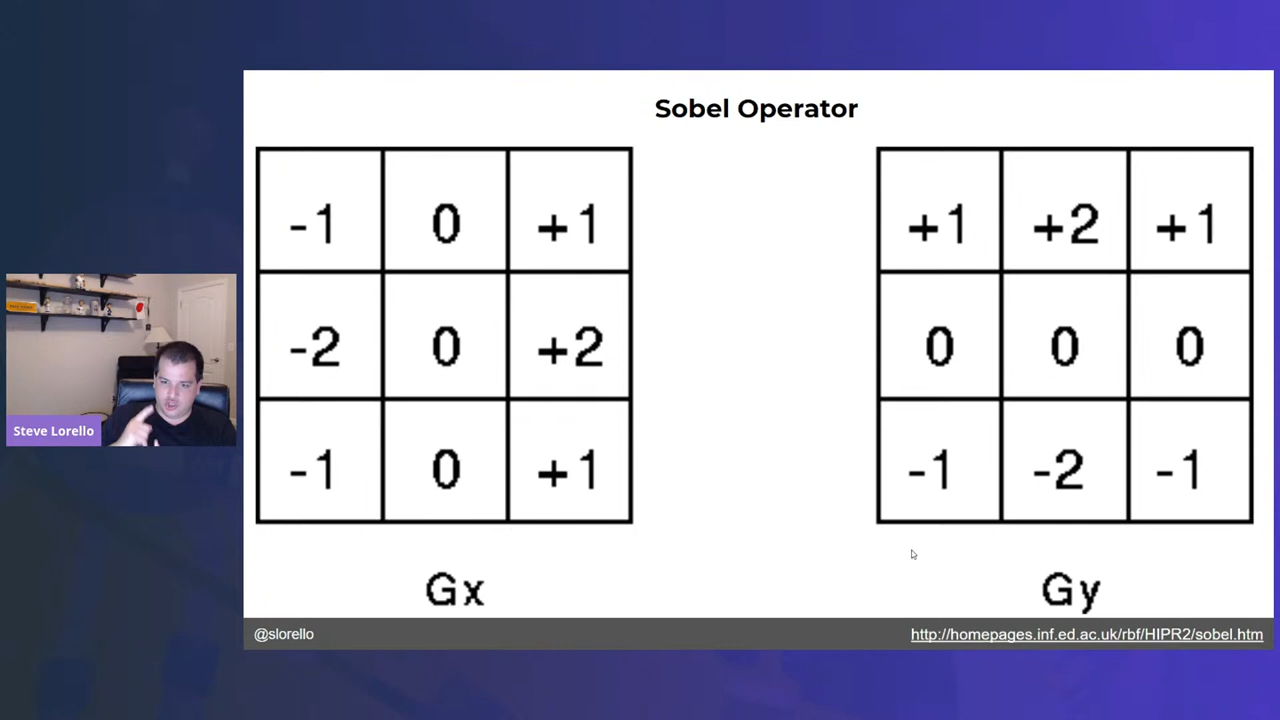 Sobel Operator
-1 0 +1
-2 0 +2
-1 0 +1
Gx
+1 +2 +1
0 0 0
-1 -2 -1
Gy
Steve Lorello
@slorello
http://homepages.inf.ed.ac.uk/rbf/HIPR2/sobel.htm